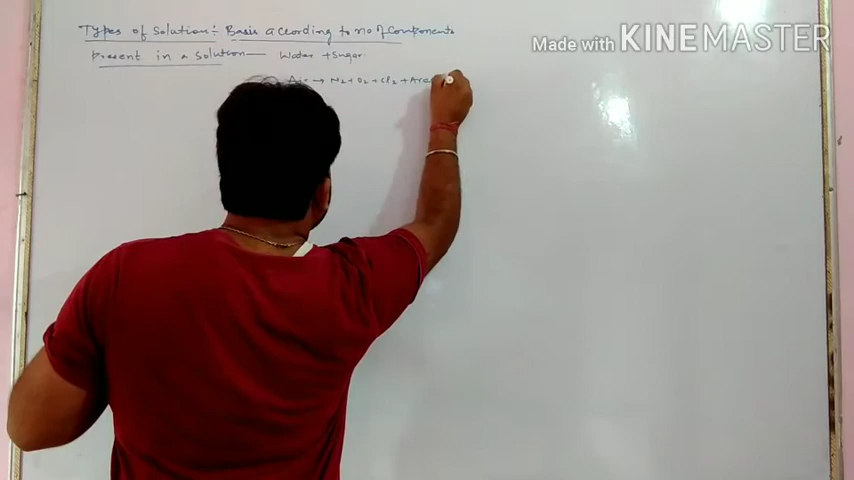 Types of Solution:- Basis according to no of Components
Present in a solution— Water + Sugar.
Air → N2 + O2 + Cl2 + Are
Made with KINEMASTER